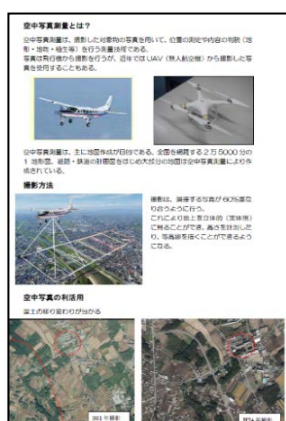 空中写真測量とは？
空中写真測量は、撮影した対象物の写真を用いて、位置の測定や内容の判読（地
形・地物・植生等）を行う測量技術である。
写真は飛行機から撮影を行うが、近年ではUAV（無人航空機）から撮影した写
真を使用することもある。
空中写真測量は、主に地図作成が目的である。全国を網羅する2万5000分の
1地形図、道路・鉄道の計画図をはじめ大部分の地図は空中写真測量により作
成されている。
撮影方法
撮影は、隣接する写真が60%重な
り合うように行う。
これにより地上を立体的（実体視）
に見ることができ、高さを計測した
り、等高線を描くことができるよう
になる。
空中写真の利活用
国土の移り変わりが分かる
年撮影
年撮影